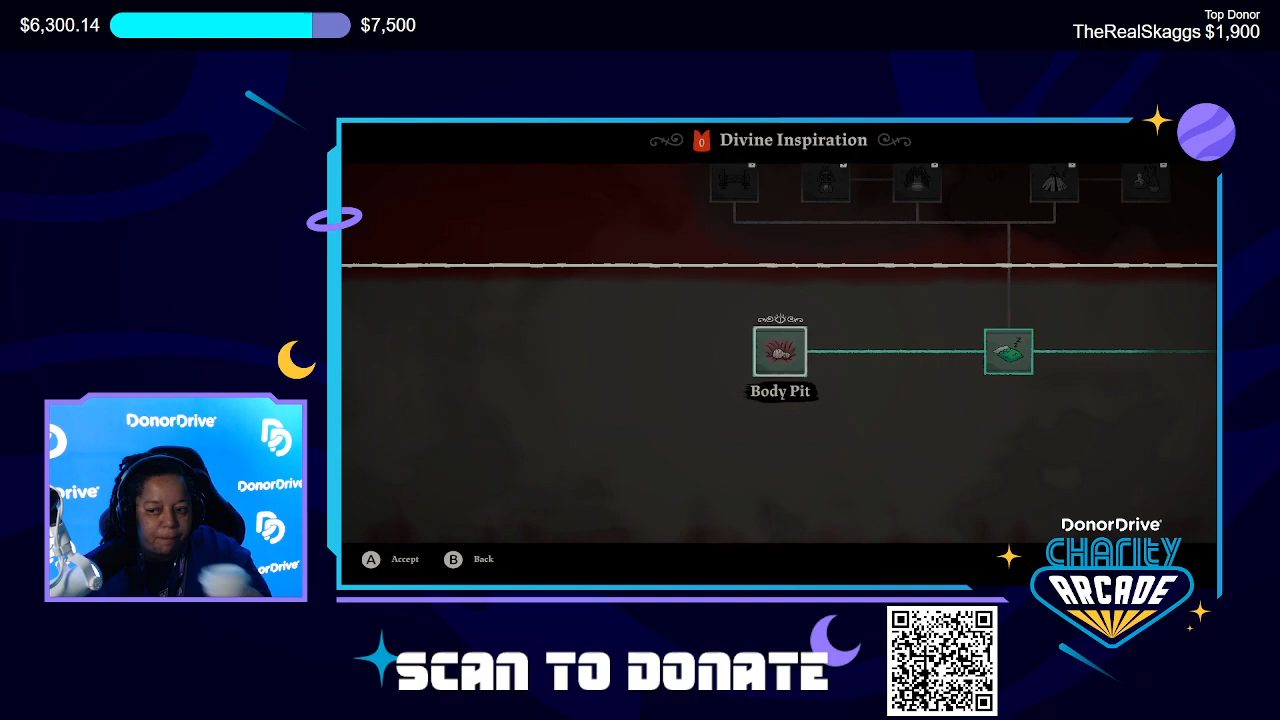 $6,300.14
$7,500
Top Donor
TheRealSkaggs $1,900
0
Divine Inspiration
Body Pit
A Accept B Back
DonorDrive
DonorDrive
DonorDrive
DonorDrive
CHARITY
ARCADE
SCAN TO DONATE